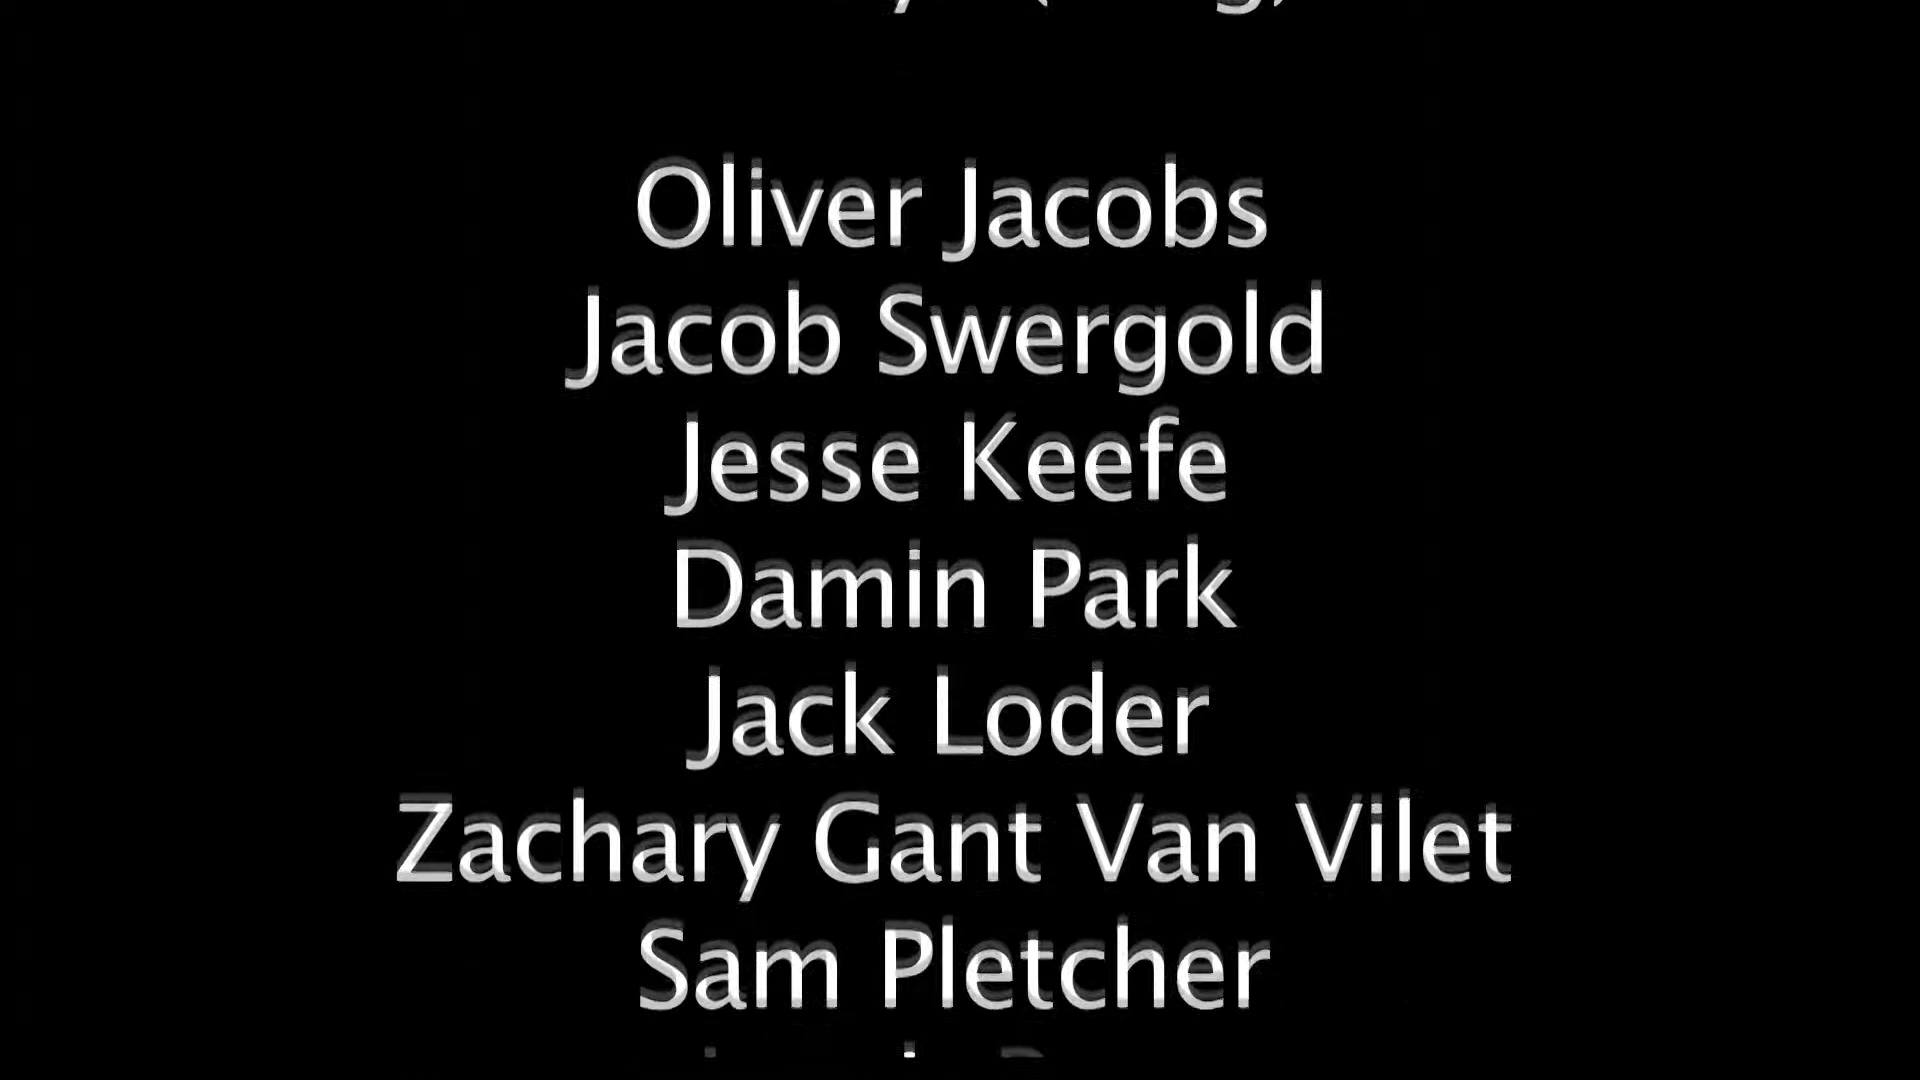 Oliver Jacobs
Jacob Swergold
Jesse Keefe
Damin Park
Jack Loder
Zachary Gant Van Vilet
Sam Pletcher